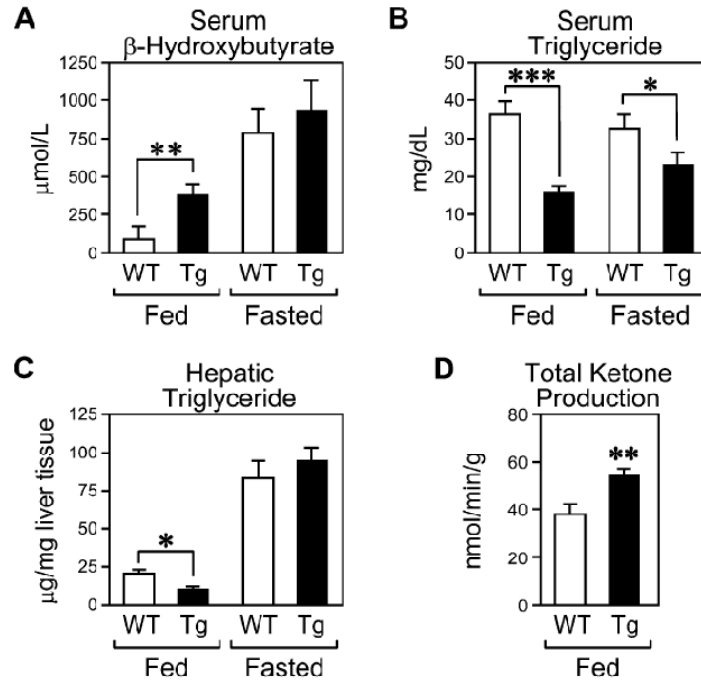 A
Serum
β-Hydroxybutyrate
μmol/L
1250
1000
750
500
250
0
**
WT Tg WT Tg
Fed Fasted
B
Serum
Triglyceride
mg/dL
50
40
30
20
10
0
***
*
WT Tg WT Tg
Fed Fasted
C
Hepatic
Triglyceride
μg/mg liver tissue
125
100
75
50
25
0
*
WT Tg WT Tg
Fed Fasted
D
Total Ketone
Production
nmol/min/g
80
60
40
20
0
**
WT Tg
Fed